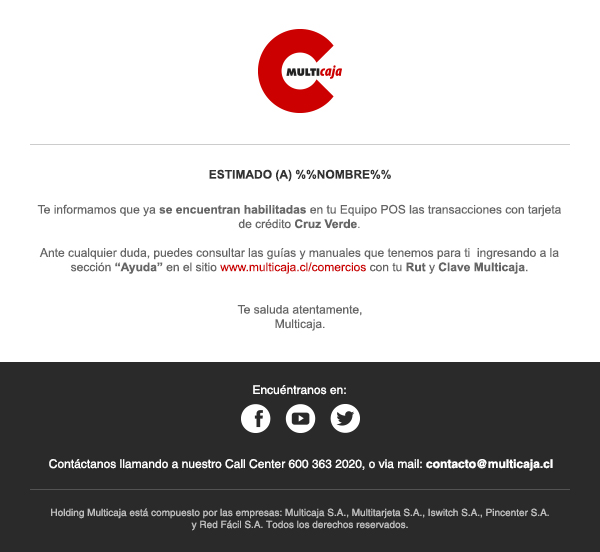 MULTIcaja
ESTIMADO (A) %%NOMBRE%%
Te informamos que ya se encuentran habilitadas en tu Equipo POS las transacciones con tarjeta
de crédito Cruz Verde.
Ante cualquier duda, puedes consultar las guías y manuales que tenemos para ti  ingresando a la
sección “Ayuda” en el sitio www.multicaja.cl/comercios con tu Rut y Clave Multicaja.
Te saluda atentamente,
Multicaja.
Encuéntranos en:
Contáctanos llamando a nuestro Call Center 600 363 2020, o via mail: contacto@multicaja.cl
Holding Multicaja está compuesto por las empresas: Multicaja S.A., Multitarjeta S.A., Iswitch S.A., Pincenter S.A.
y Red Fácil S.A. Todos los derechos reservados.